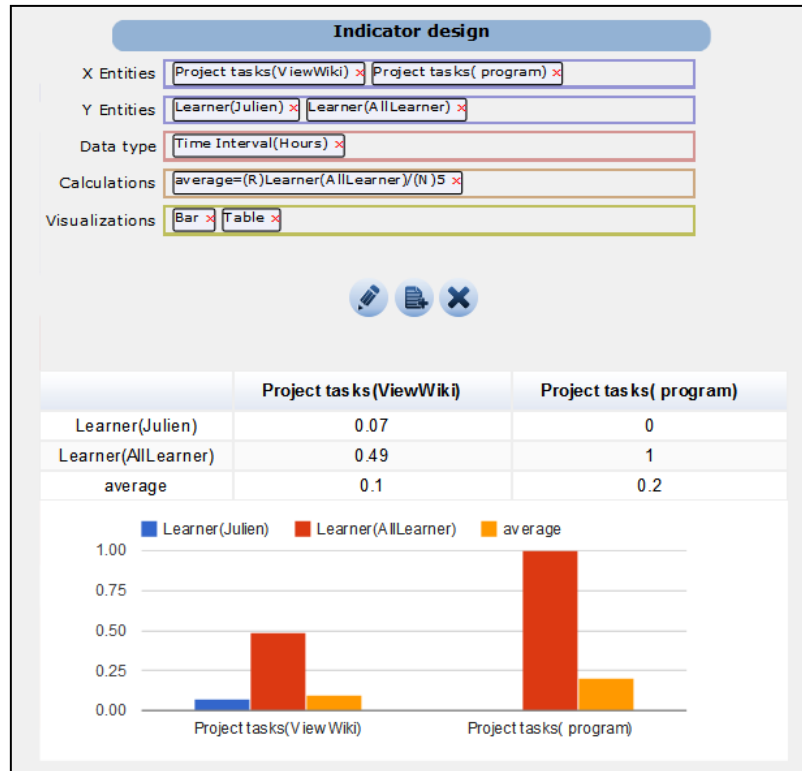 Indicator design
X Entities Project tasks(ViewWiki) x Project tasks( program) x
Y Entities Learner(Julien) x Learner(AllLearner) x
Data type Time Interval(Hours) x
Calculations average=(R)Learner(AllLearner)/(N)5 x
Visualizations Bar x Table x
Project tasks(ViewWiki) Project tasks( program)
Learner(Julien) 0.07 0
Learner(AllLearner) 0.49 1
average 0.1 0.2
Learner(Julien) Learner(AllLearner) average
1.00
0.75
0.50
0.25
0.00
Project tasks(ViewWiki) Project tasks( program)